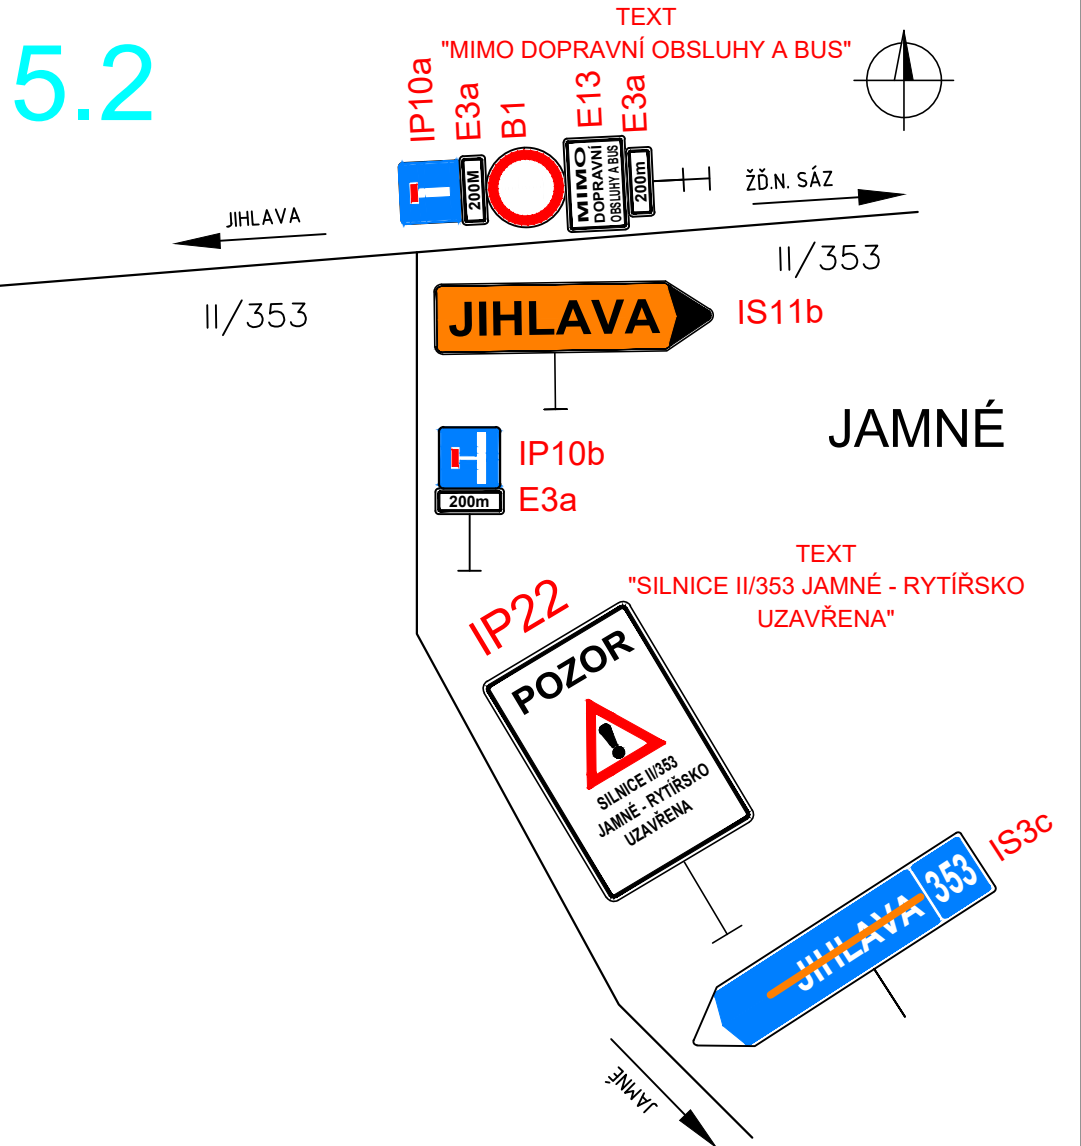 5.2
TEXT
"MIMO DOPRAVNÍ OBSLUHY A BUS"
IP10a
E3a
B1
E13
E3a
200M
MIMO
DOPRAVNÍ
OBSLUHY A BUS
200m
JIHLAVA
ŽĎ.N. SÁZ
II/353
II/353
JIHLAVA
IS11b
JAMNÉ
IP10b
200m
E3a
TEXT
"SILNICE II/353 JAMNÉ - RYTÍŘSKO
UZAVŘENA"
IP22
POZOR
!
SILNICE II/353
JAMNÉ - RYTÍŘSKO
UZAVŘENA
IS3c
JIHLAVA 353
JAMNÉ